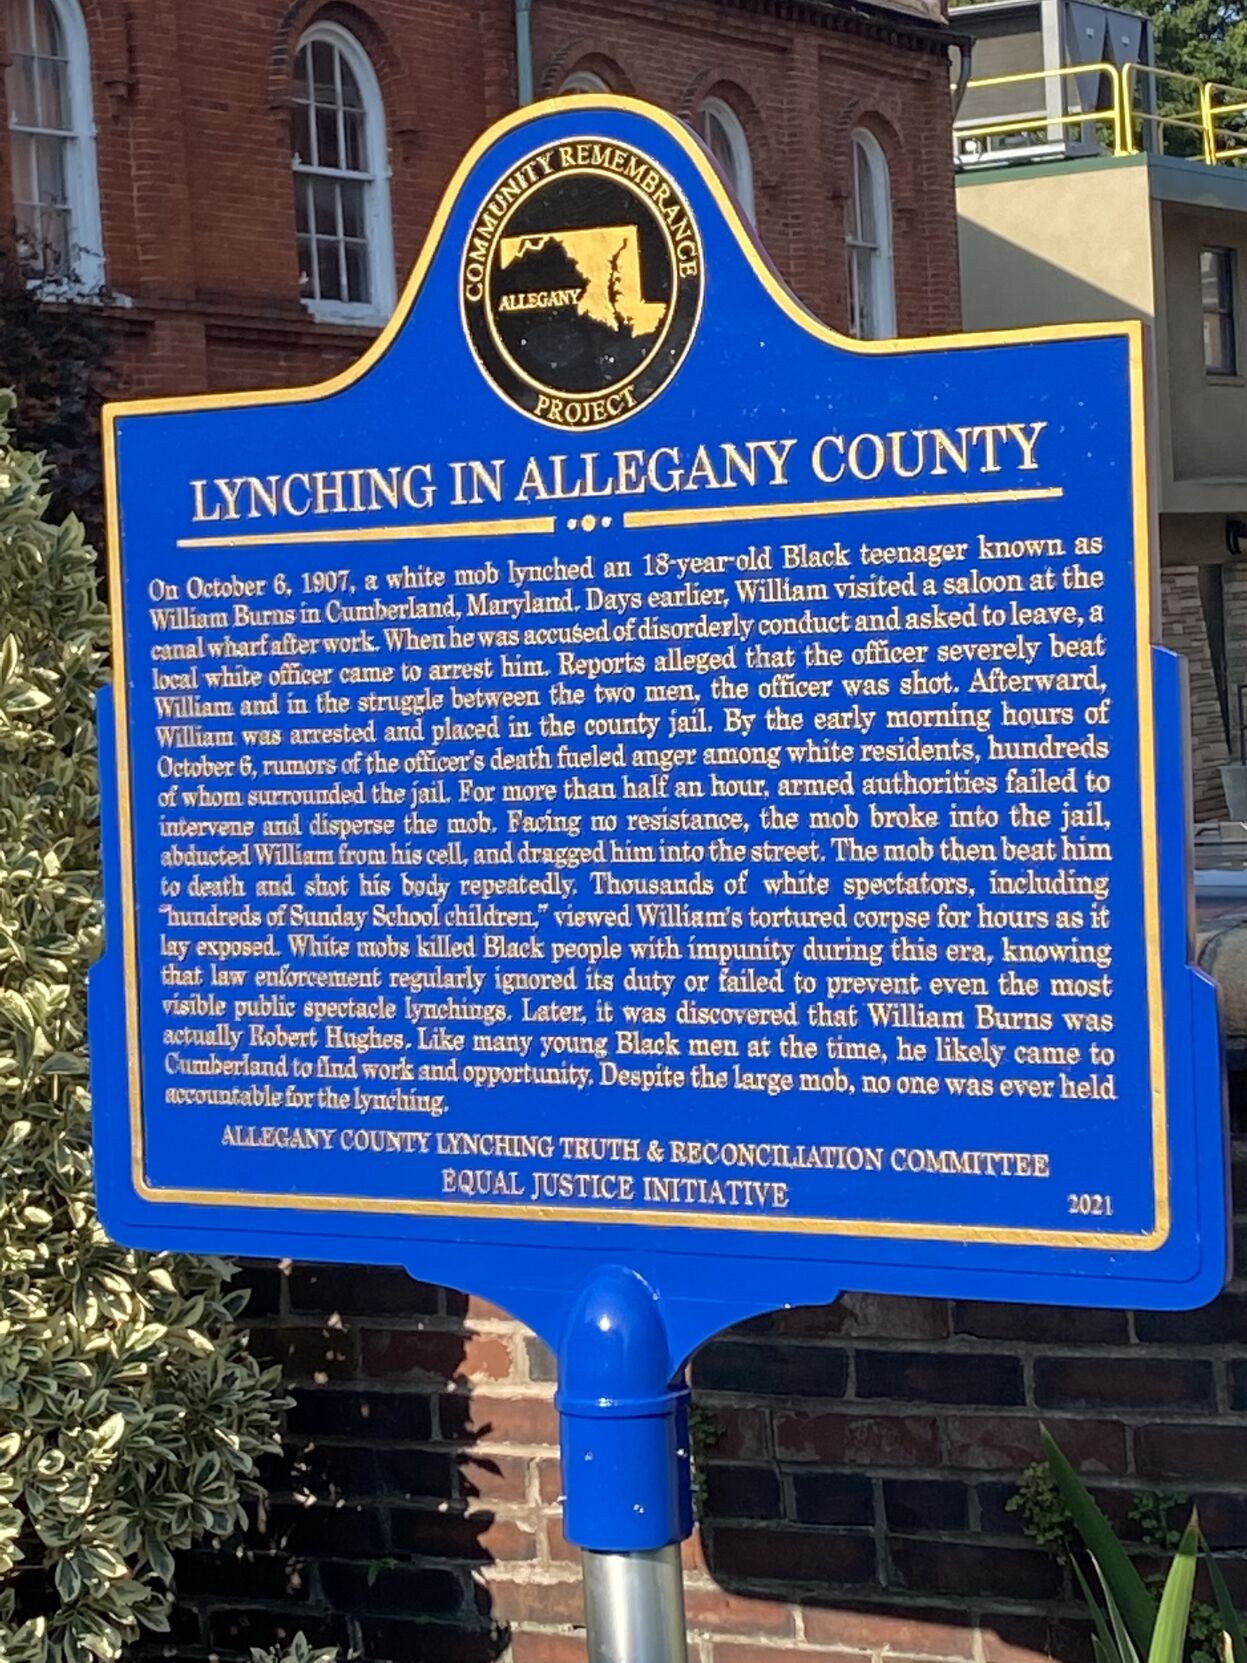 COMMUNITY REMEMBRANCE
ALLEGANY
PROJECT
LYNCHING IN ALLEGANY COUNTY
On October 6, 1907, a white mob lynched an 18-year-old Black teenager known as
William Burns in Cumberland, Maryland. Days earlier, William visited a saloon at the
canal wharf after work. When he was accused of disorderly conduct and asked to leave, a
local white officer came to arrest him. Reports alleged that the officer severely beat
William and in the struggle between the two men, the officer was shot. Afterward,
William was arrested and placed in the county jail. By the early morning hours of
October 6, rumors of the officer's death fueled anger among white residents, hundreds
of whom surrounded the jail. For more than half an hour, armed authorities failed to
intervene and disperse the mob. Facing no resistance, the mob broke into the jail,
abducted William from his cell, and dragged him into the street. The mob then beat him
to death and shot his body repeatedly. Thousands of white spectators, including
"hundreds of Sunday School children," viewed William's tortured corpse for hours as it
lay exposed. White mobs killed Black people with impunity during this era, knowing
that law enforcement regularly ignored its duty or failed to prevent even the most
visible public spectacle lynchings. Later, it was discovered that William Burns was
actually Robert Hughes. Like many young Black men at the time, he likely came to
Cumberland to find work and opportunity. Despite the large mob, no one was ever held
accountable for the lynching.
ALLEGANY COUNTY LYNCHING TRUTH & RECONCILIATION COMMITTEE
EQUAL JUSTICE INITIATIVE
2021